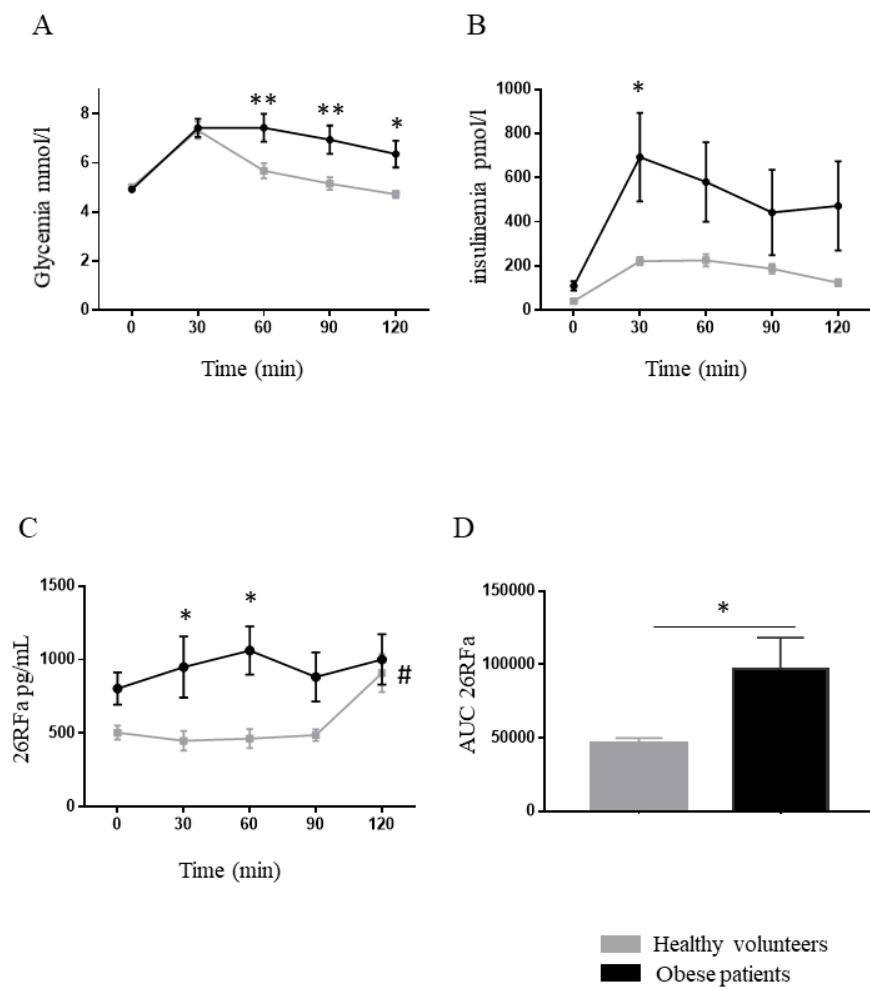 A
Glycemia mmol/l
8
6
4
2
0
** ** *
0 30 60 90 120
Time (min)
B
insulinemia pmol/l
1000
800
600
400
200
0
*
0 30 60 90 120
Time (min)
C
26RFa pg/mL
1500
1000
500
0
* *
#
0 30 60 90 120
Time (min)
D
AUC 26RFa
150000
100000
50000
0
*
Healthy volunteers
Obese patients